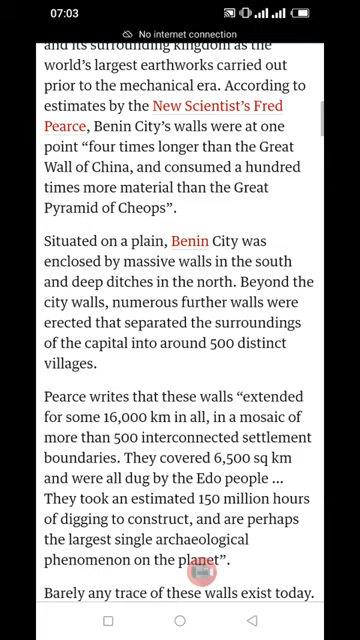 07:03
No internet connection
and its surrounding kingdom as the
world's largest earthworks carried out
prior to the mechanical era. According to
estimates by the New Scientist's Fred
Pearce, Benin City's walls were at one
point "four times longer than the Great
Wall of China, and consumed a hundred
times more material than the Great
Pyramid of Cheops".
Situated on a plain, Benin City was
enclosed by massive walls in the south
and deep ditches in the north. Beyond the
city walls, numerous further walls were
erected that separated the surroundings
of the capital into around 500 distinct
villages.
Pearce writes that these walls "extended
for some 16,000 km in all, in a mosaic of
more than 500 interconnected settlement
boundaries. They covered 6,500 sq km
and were all dug by the Edo people ...
They took an estimated 150 million hours
of digging to construct, and are perhaps
the largest single archaeological
phenomenon on the planet".
Barely any trace of these walls exist today.